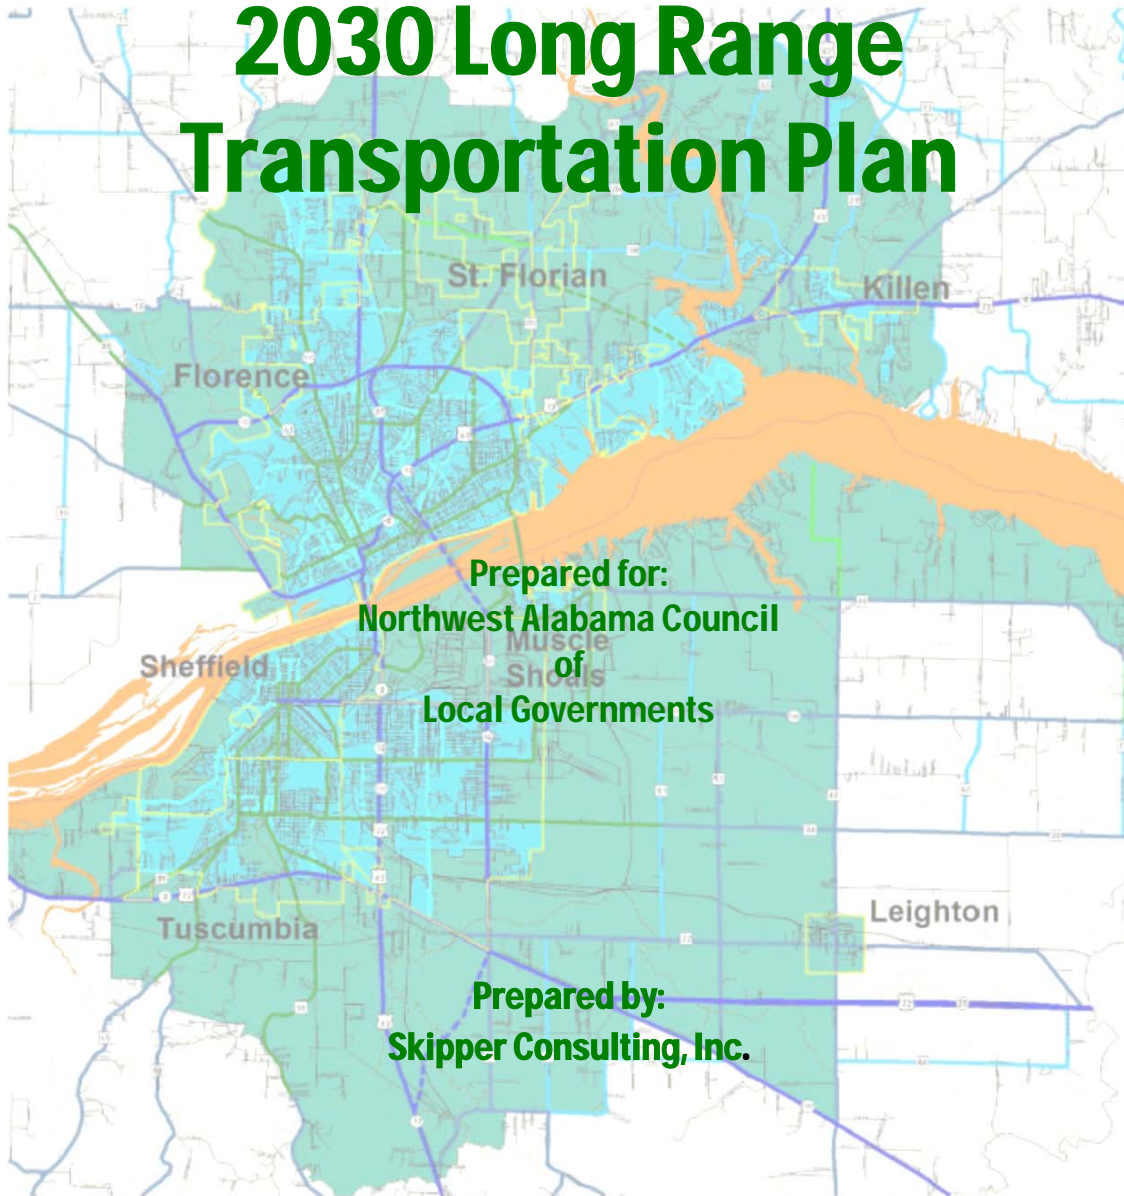 2030 Long Range
Transportation Plan
St. Florian
Killen
Florence
Prepared for:
Northwest Alabama Council
Muscle
of
Sheffield
Shoals
Local Governments
Leighton
Tuscumbia
Prepared by:
Skipper Consulting, Inc.